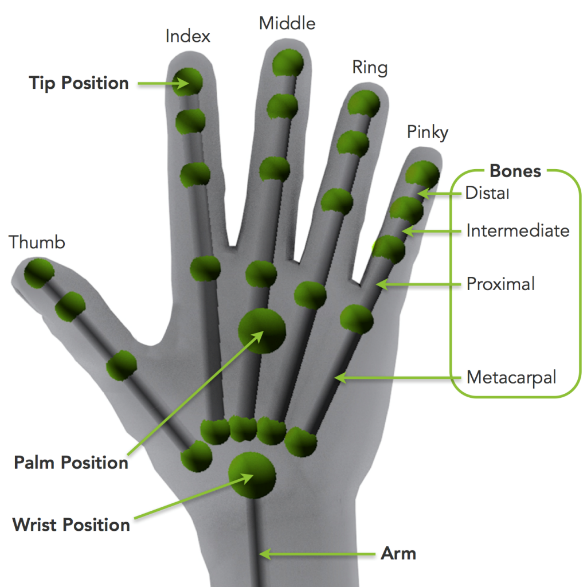 Middle
Index
Ring
Tip Position
Pinky
Bones
Distal
Intermediate
Thumb
Proximal
Metacarpal
Palm Position
Wrist Position
Arm